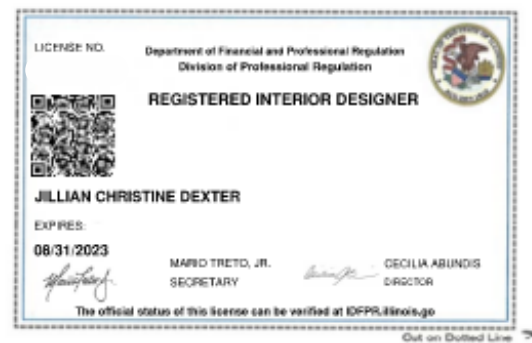 LICENSE NO.
Department of Financial and Professional Regulation
Division of Professional Regulation
REGISTERED INTERIOR DESIGNER
JILLIAN CHRISTINE DEXTER
EXPIRES:
08/31/2023
MARIO TRETO, JR.
SECRETARY
CECILIA ABUNDIS
DIRECTOR
The official status of this license can be verified at IDFPR.illinois.go
Cut on Dotted Line